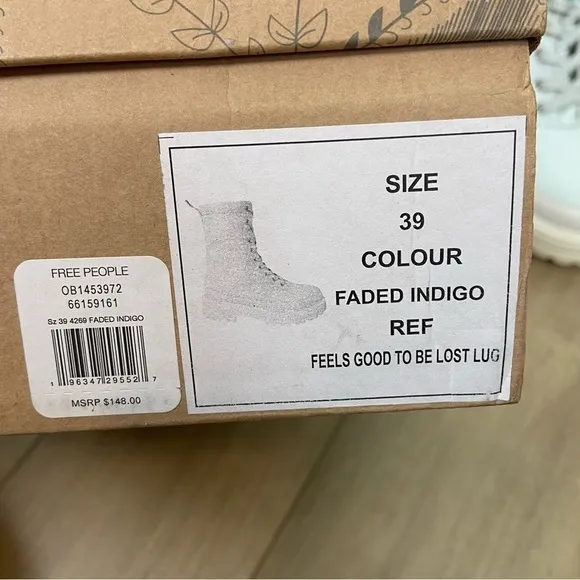 FREE PEOPLE
OB1453972
66159161
Sz 39 4269 FADED INDIGO
1 96347 29552 7
MSRP $148.00
SIZE
39
COLOUR
FADED INDIGO
REF
FEELS GOOD TO BE LOST LUG